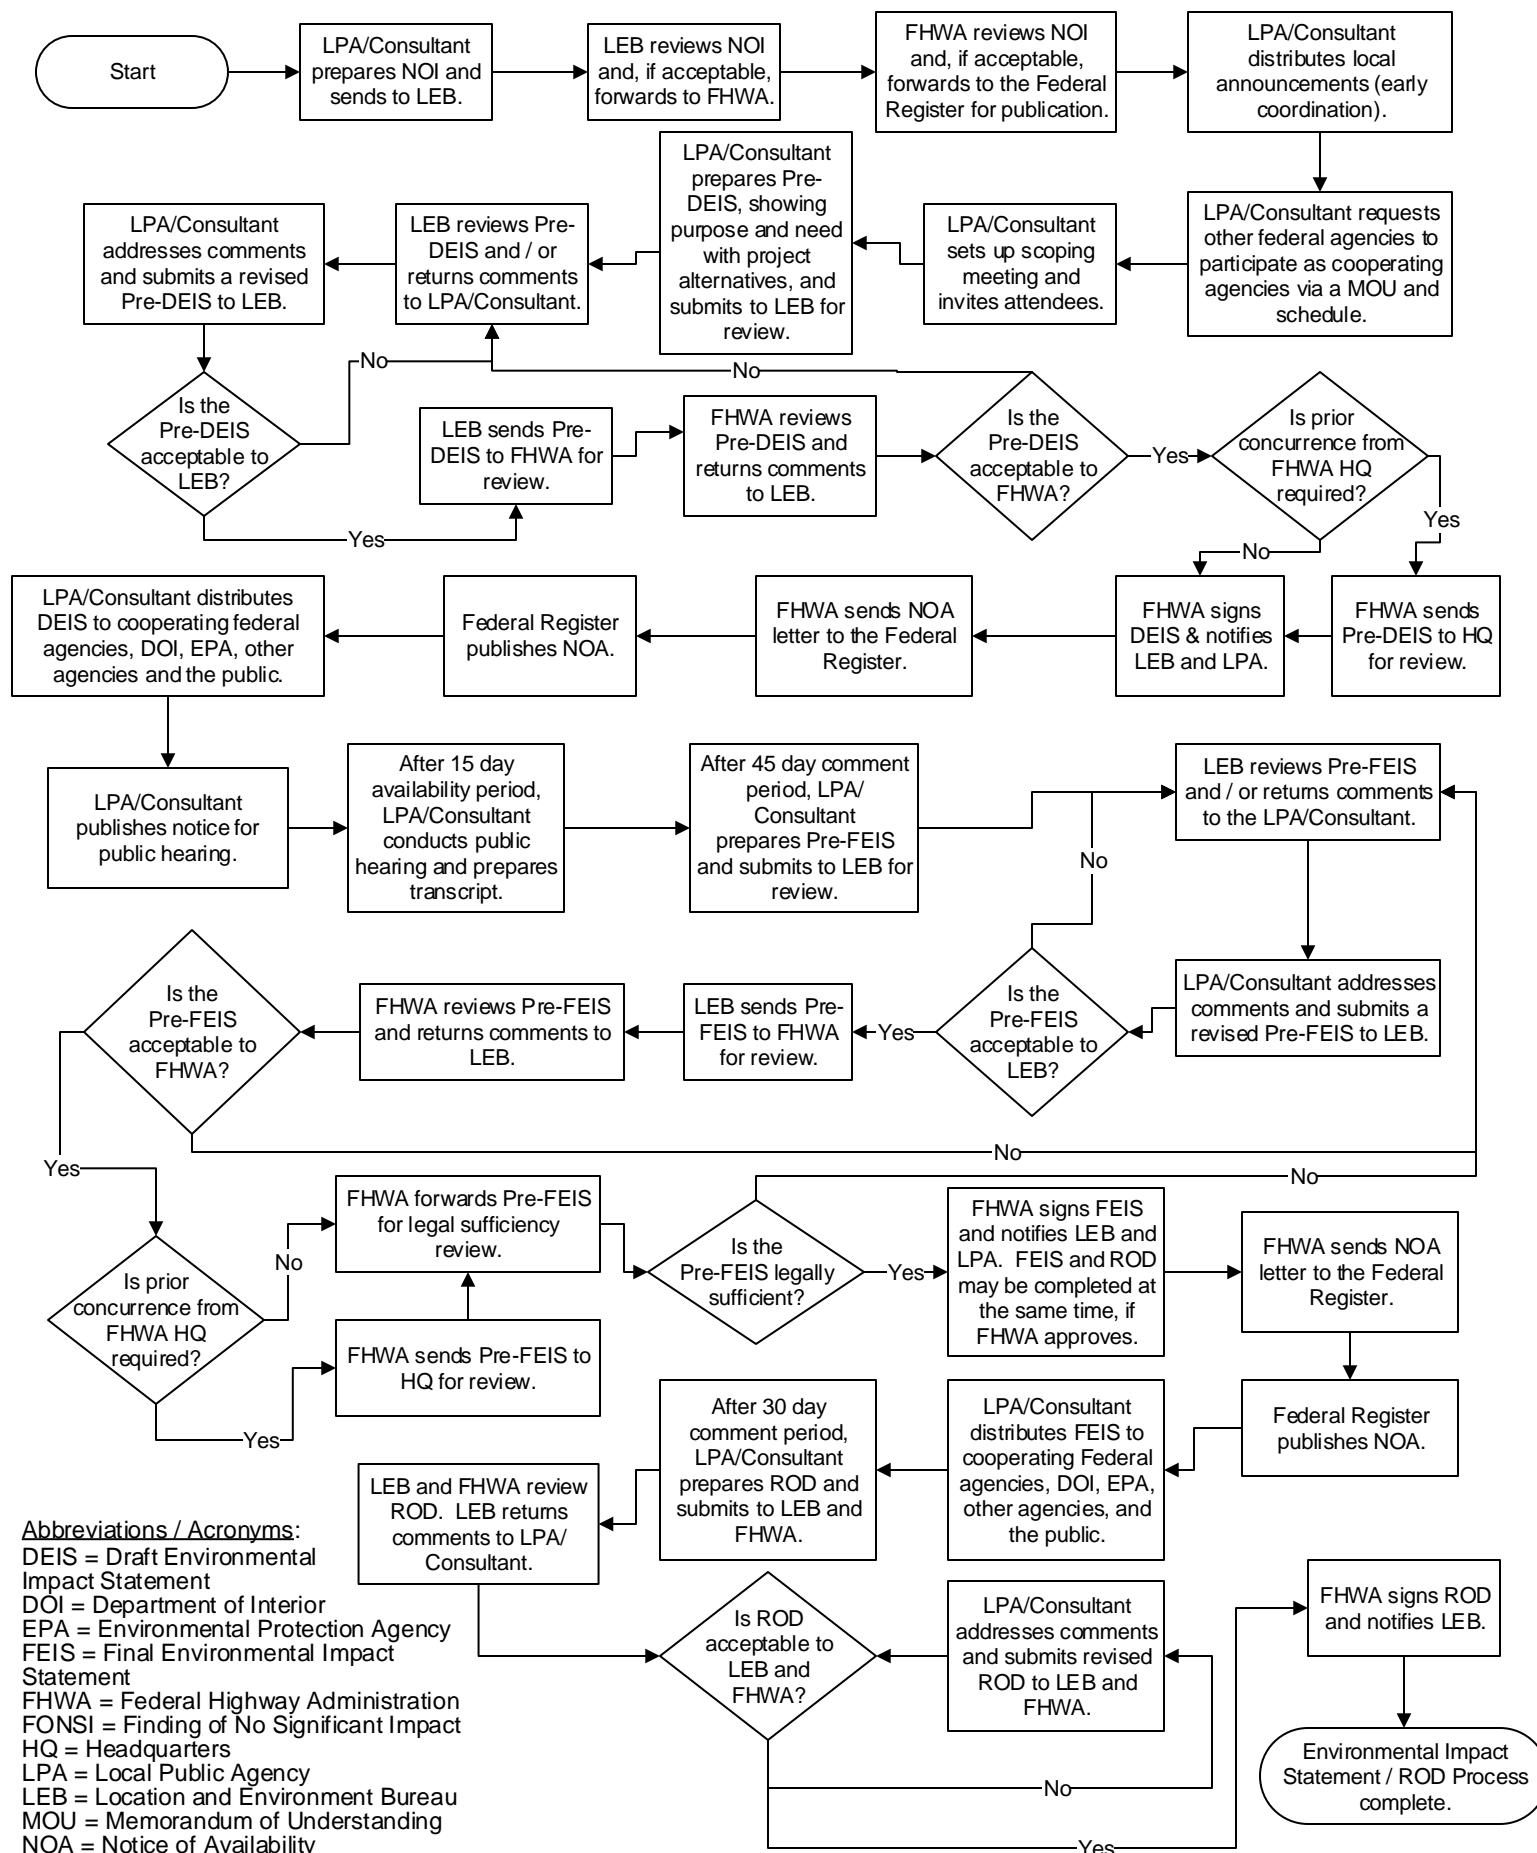 Start
LPA/Consultant
prepares NOI and
sends to LEB.
LEB reviews NOI
and, if acceptable,
forwards to FHWA.
FHWA reviews NOI
and, if acceptable,
forwards to the Federal
Register for publication.
LPA/Consultant
distributes local
announcements (early
coordination).
LPA/Consultant requests
other federal agencies to
participate as cooperating
agencies via a MOU and
schedule.
LPA/Consultant
sets up scoping
meeting and
invites attendees.
LPA/Consultant
prepares Pre-
DEIS, showing
purpose and need
with project
alternatives, and
submits to LEB for
review.
LEB reviews Pre-
DEIS and / or
returns comments
to LPA/Consultant.
LPA/Consultant
addresses comments
and submits a revised
Pre-DEIS to LEB.
Is the
Pre-DEIS
acceptable to
LEB?
No
Yes
LEB sends Pre-
DEIS to FHWA for
review.
FHWA reviews
Pre-DEIS and
returns comments
to LEB.
Is the
Pre-DEIS
acceptable to
FHWA?
No
Yes
Is prior
concurrence from
FHWA HQ
required?
Yes
No
FHWA sends
Pre-DEIS to HQ
for review.
FHWA signs
DEIS & notifies
LEB and LPA.
FHWA sends NOA
letter to the Federal
Register.
Federal Register
publishes NOA.
LPA/Consultant distributes
DEIS to cooperating federal
agencies, DOI, EPA, other
agencies and the public.
LPA/Consultant
publishes notice for
public hearing.
After 15 day
availability period,
LPA/Consultant
conducts public
hearing and prepares
transcript.
After 45 day comment
period, LPA/
Consultant
prepares Pre-FEIS
and submits to LEB for
review.
LEB reviews Pre-FEIS
and / or returns comments
to the LPA/Consultant.
LPA/Consultant addresses
comments and submits a
revised Pre-FEIS to LEB.
Is the
Pre-FEIS
acceptable to
LEB?
No
Yes
LEB sends Pre-
FEIS to FHWA
for review.
FHWA reviews Pre-FEIS
and returns comments to
LEB.
Is the
Pre-FEIS
acceptable to
FHWA?
No
Yes
Is prior
concurrence from
FHWA HQ
required?
No
Yes
FHWA sends Pre-FEIS to
HQ for review.
FHWA forwards Pre-FEIS
for legal sufficiency
review.
Is the
Pre-FEIS legally
sufficient?
No
Yes
FHWA signs FEIS
and notifies LEB and
LPA. FEIS and ROD
may be completed at
the same time, if
FHWA approves.
FHWA sends NOA
letter to the Federal
Register.
Federal Register
publishes NOA.
LPA/Consultant
distributes FEIS to
cooperating Federal
agencies, DOI, EPA,
other agencies, and
the public.
After 30 day
comment period,
LPA/Consultant
prepares ROD and
submits to LEB and
FHWA.
LEB and FHWA review
ROD. LEB returns
comments to LPA/
Consultant.
Is ROD
acceptable to
LEB and
FHWA?
LPA/Consultant
addresses comments
and submits revised
ROD to LEB and
FHWA.
No
Yes
FHWA signs ROD
and notifies LEB.
Environmental Impact
Statement / ROD Process
complete.
Abbreviations / Acronyms:
DEIS = Draft Environmental
Impact Statement
DOI = Department of Interior
EPA = Environmental Protection Agency
FEIS = Final Environmental Impact
Statement
FHWA = Federal Highway Administration
FONSI = Finding of No Significant Impact
HQ = Headquarters
LPA = Local Public Agency
LEB = Location and Environment Bureau
MOU = Memorandum of Understanding
NOA = Notice of Availability